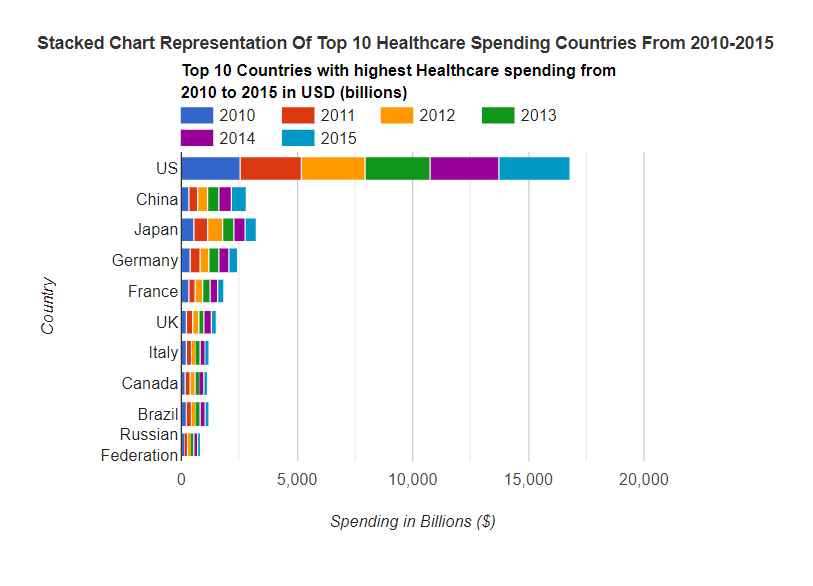 Stacked Chart Representation Of Top 10 Healthcare Spending Countries From 2010-2015
Top 10 Countries with highest Healthcare spending from
2010 to 2015 in USD (billions)
2010 2011 2012 2013
2014 2015
US
China
Japan
Germany
France
UK
Italy
Canada
Brazil
Russian
Federation
Country
0 5,000 10,000 15,000 20,000
Spending in Billions ($)